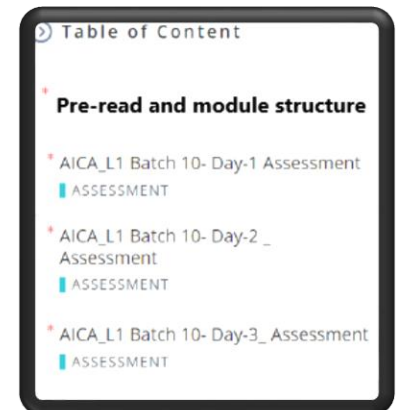 Table of Content
* Pre-read and module structure
* AICA_L1 Batch 10- Day-1 Assessment
ASSESSMENT
* AICA_L1 Batch 10- Day-2 _
Assessment
ASSESSMENT
* AICA_L1 Batch 10- Day-3_ Assessment
ASSESSMENT